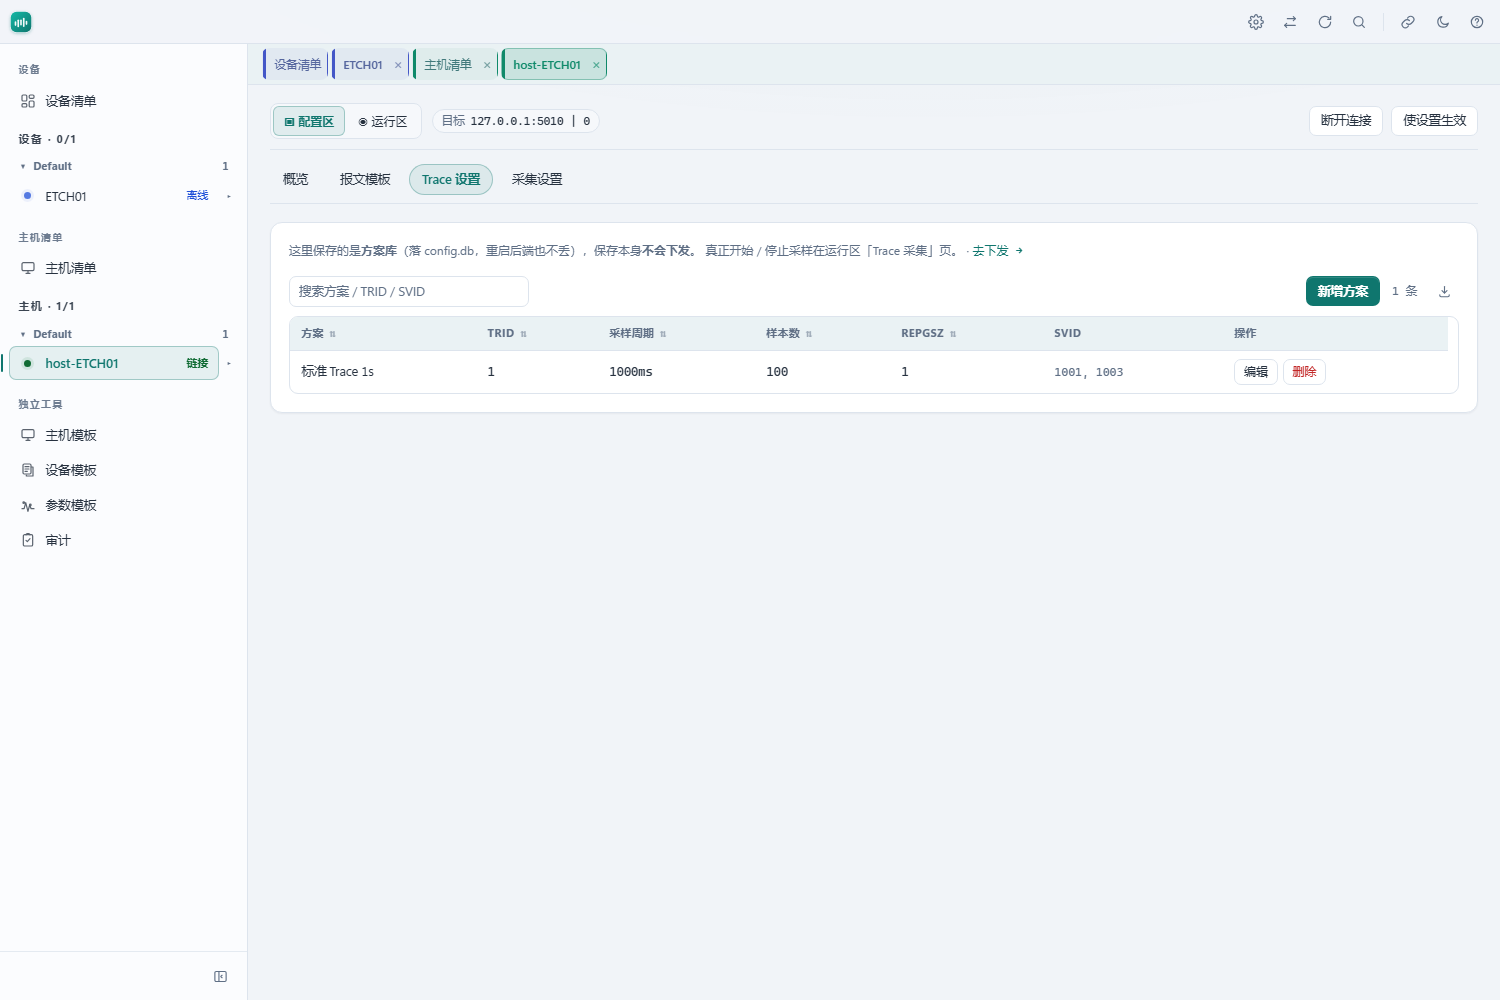 设备
设备清单
设备 · 0/1
Default 1
ETCH01 离线
主机清单
主机清单
主机 · 1/1
Default 1
host-ETCH01 链接
独立工具
主机模板
设备模板
参数模板
审计
设备清单 ETCH01 × 主机清单 × host-ETCH01 ×
配置区 运行区 目标 127.0.0.1:5010 | 0 断开连接 使设置生效
概览 报文模板 Trace 设置 采集设置
这里保存的是方案库（落 config.db，重启后端也不丢），保存本身不会下发。 真正开始 / 停止采样在运行区「Trace 采集」页。 · 去下发 →
搜索方案 / TRID / SVID 新增方案 1 条
方案 TRID 采样周期 样本数 REPGSZ SVID 操作
标准 Trace 1s 1 1000ms 100 1 1001, 1003 编辑 删除